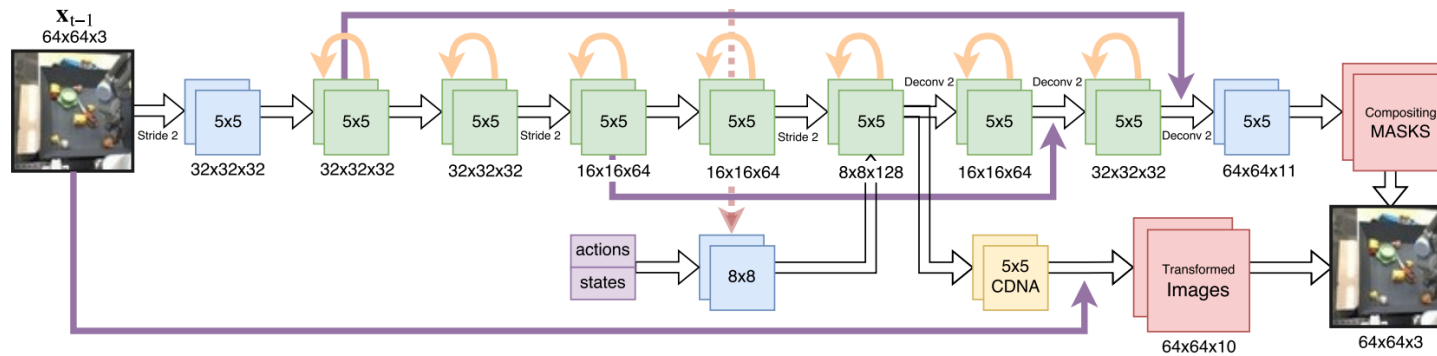 x_{t-1}
64x64x3
Stride 2
5x5
32x32x32
5x5
32x32x32
5x5
32x32x32
Stride 2
5x5
16x16x64
5x5
16x16x64
Stride 2
5x5
8x8x128
Deconv 2
5x5
16x16x64
Deconv 2
5x5
32x32x32
Deconv 2
5x5
64x64x11
Compositing
MASKS
actions
states
8x8
5x5
CDNA
Transformed
Images
64x64x10
64x64x3